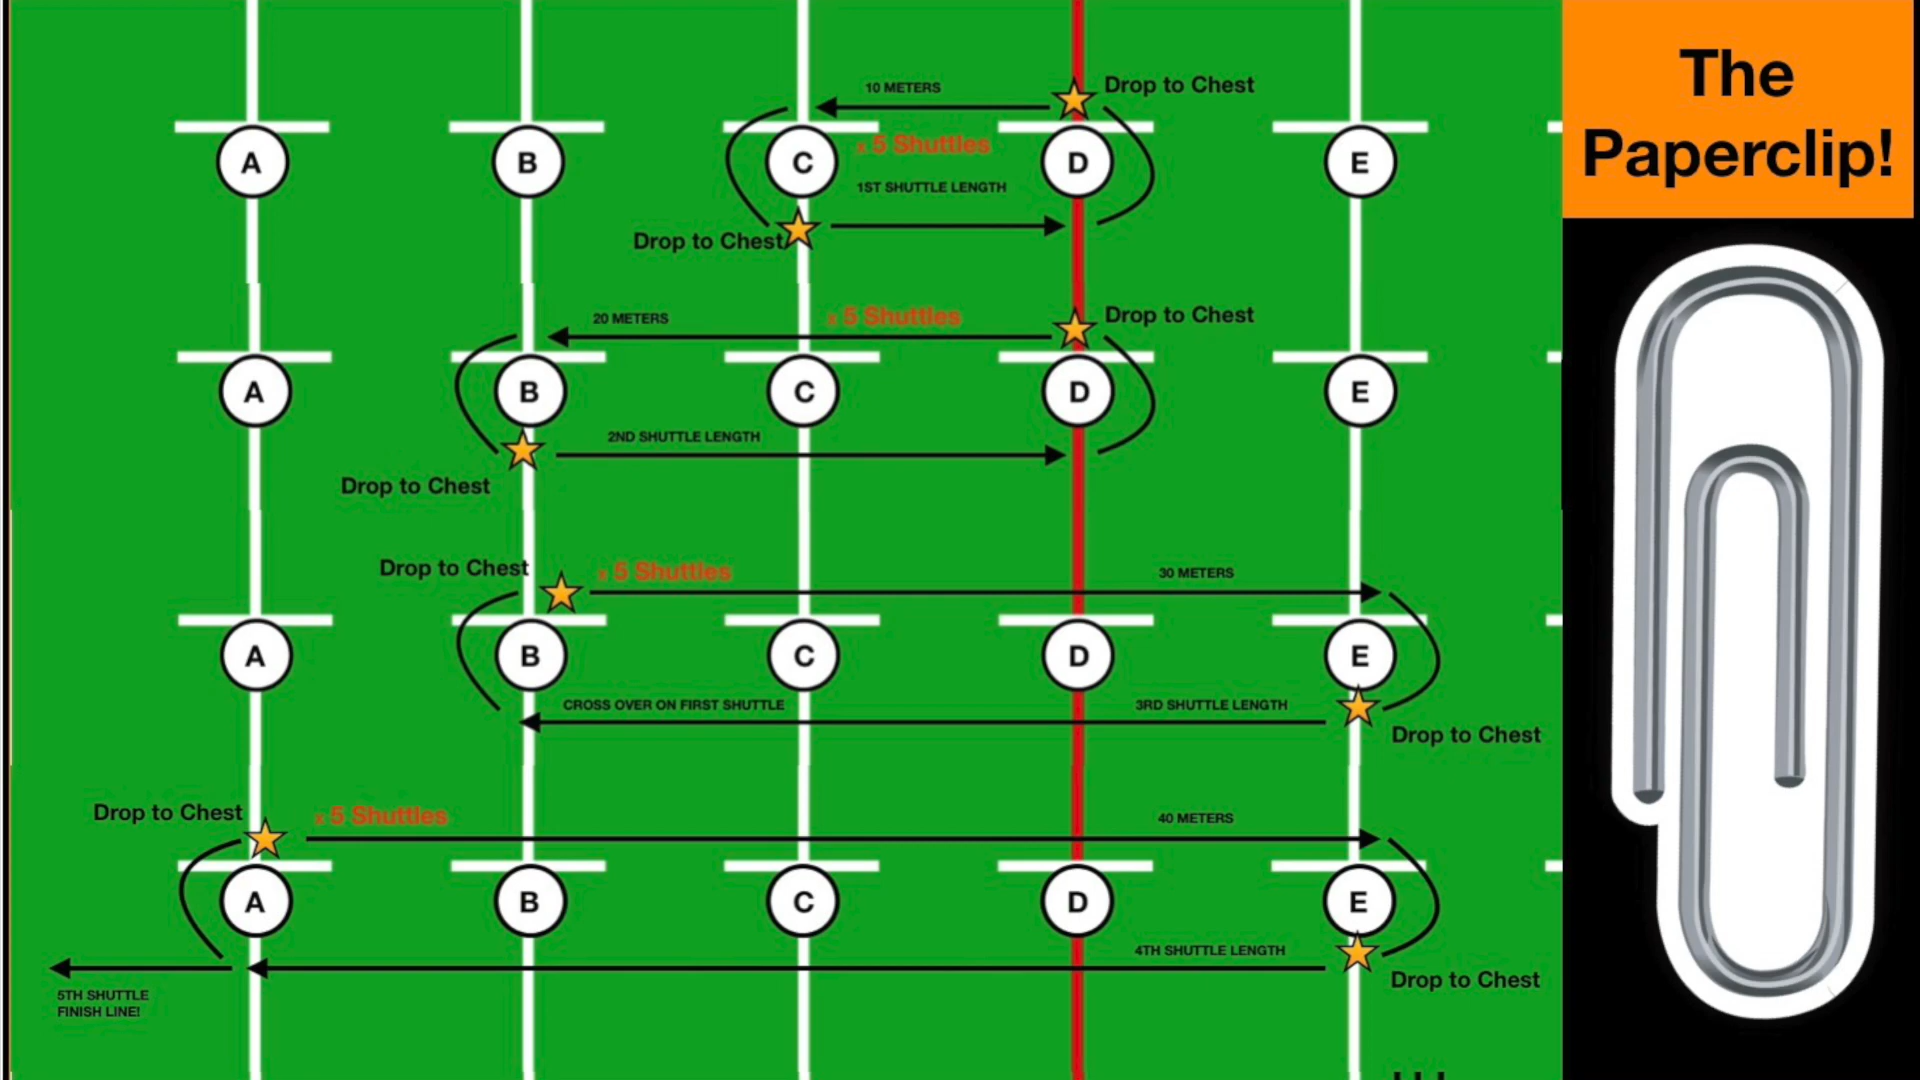 The
Paperclip!
10 METERS
Drop to Chest
x 5 Shuttles
A
B
C
D
E
1ST SHUTTLE LENGTH
Drop to Chest
20 METERS
x 5 Shuttles
Drop to Chest
A
B
C
D
E
2ND SHUTTLE LENGTH
Drop to Chest
Drop to Chest
x 5 Shuttles
30 METERS
A
B
C
D
E
CROSS OVER ON FIRST SHUTTLE
3RD SHUTTLE LENGTH
Drop to Chest
Drop to Chest
x 5 Shuttles
40 METERS
A
B
C
D
E
4TH SHUTTLE LENGTH
Drop to Chest
5TH SHUTTLE
FINISH LINE!